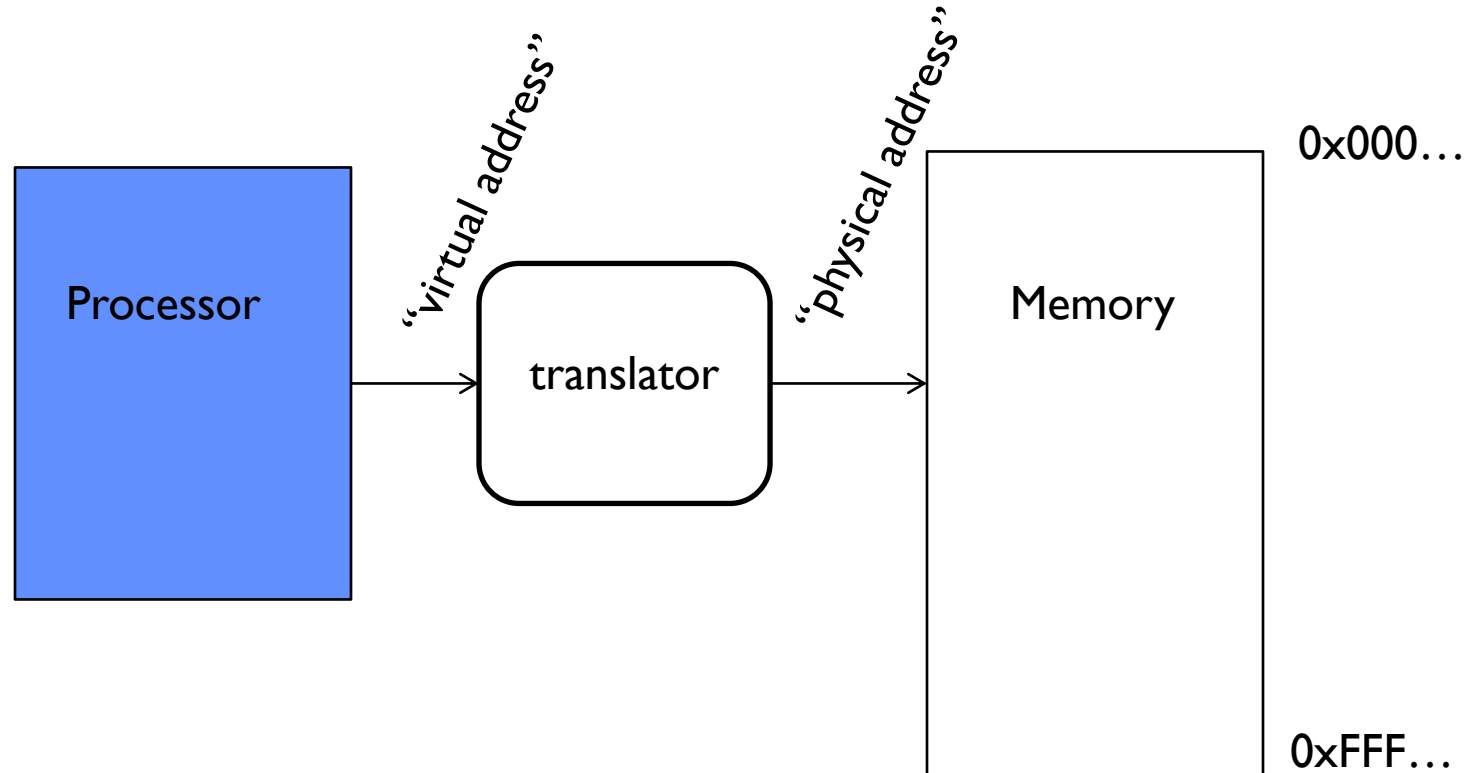 Processor
“virtual address”
translator
“physical address”
Memory
0x000…
0xFFF…